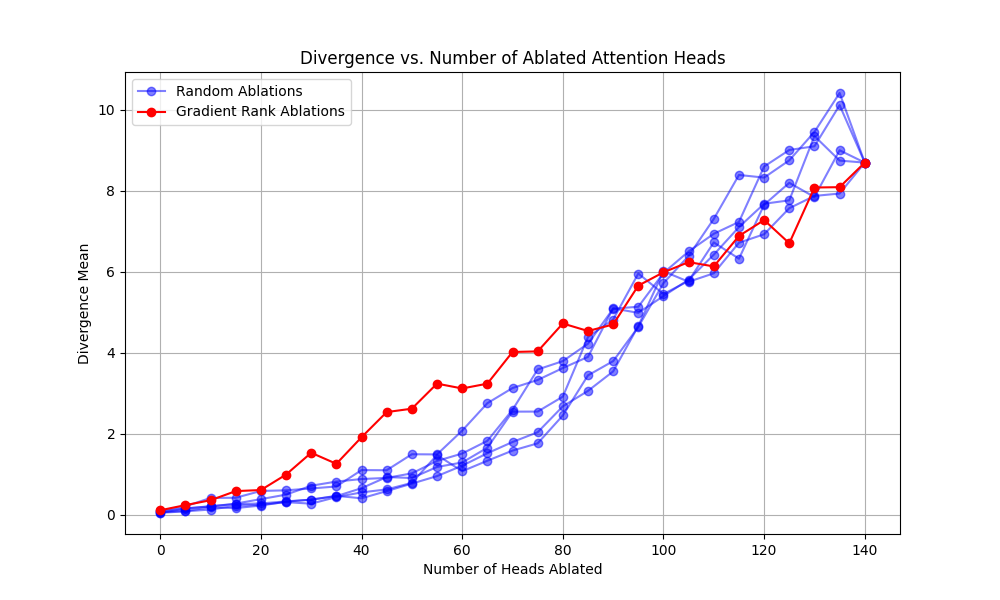 Divergence vs. Number of Ablated Attention Heads
Random Ablations
Gradient Rank Ablations
Divergence Mean
10
8
6
4
2
0
0 20 40 60 80 100 120 140
Number of Heads Ablated